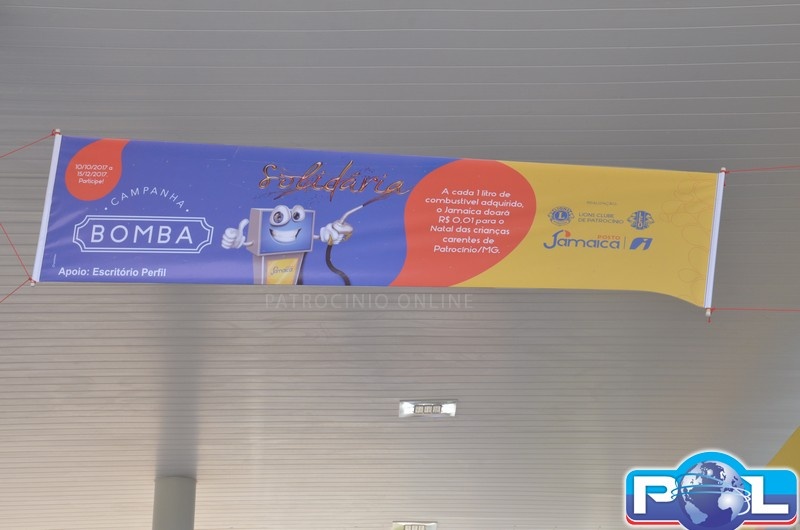 10/10/2017 a
15/12/2017
Participe!
CAMPANHA
BOMBA
Solidária
Apoio: Escritório Perfil
A cada 1 litro de
combustível adquirido,
o Jamaica doará
R$ 0,01 para o
Natal das crianças
carentes de
Patrocínio/MG.
LIONS CLUBE
DE PATROCÍNIO
POSTO
Jamaica
PATROCINIO ONLINE
POL